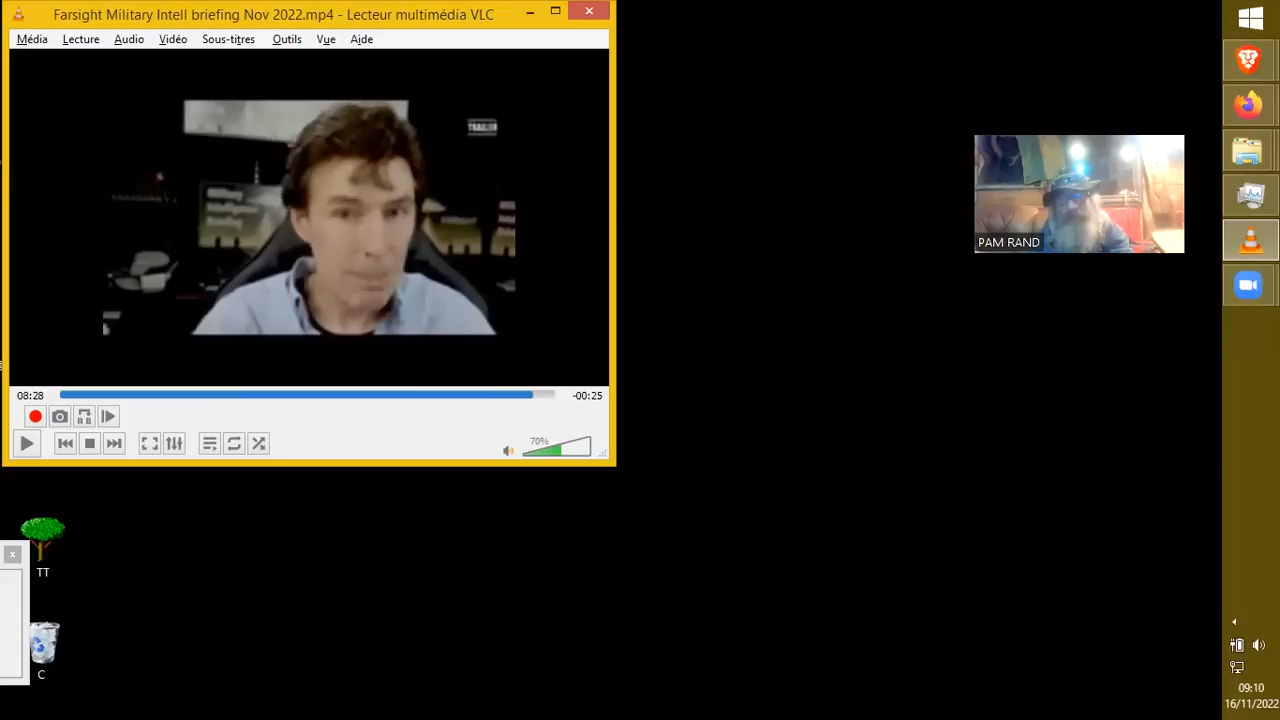 Farsight Military Intell briefing Nov 2022.mp4 - Lecteur multimédia VLC
Média Lecture Audio Vidéo Sous-titres Outils Vue Aide
TRAILER
PAM RAND
08:28 -00:25
70%
TT
C
09:10
16/11/2022